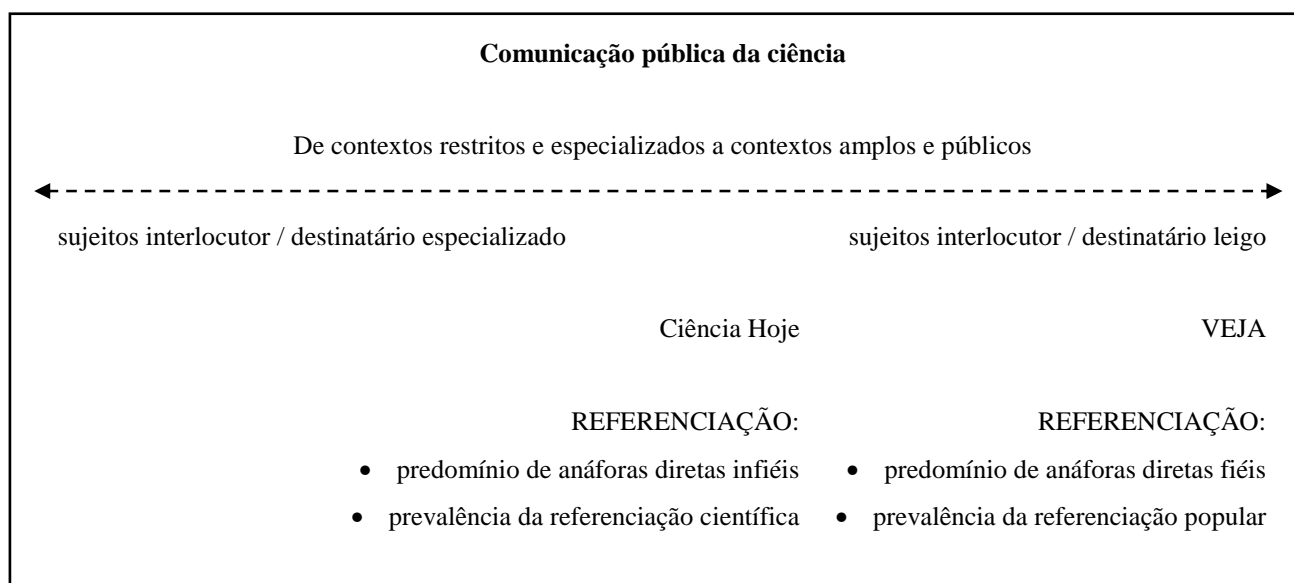 Comunicação pública da ciência
De contextos restritos e especializados a contextos amplos e públicos
sujeitos interlocutor / destinatário especializado
sujeitos interlocutor / destinatário leigo
Ciência Hoje
VEJA
REFERENCIAÇÃO:
• predomínio de anáforas diretas infiéis
• prevalência da referenciação científica
REFERENCIAÇÃO:
• predomínio de anáforas diretas fiéis
• prevalência da referenciação popular